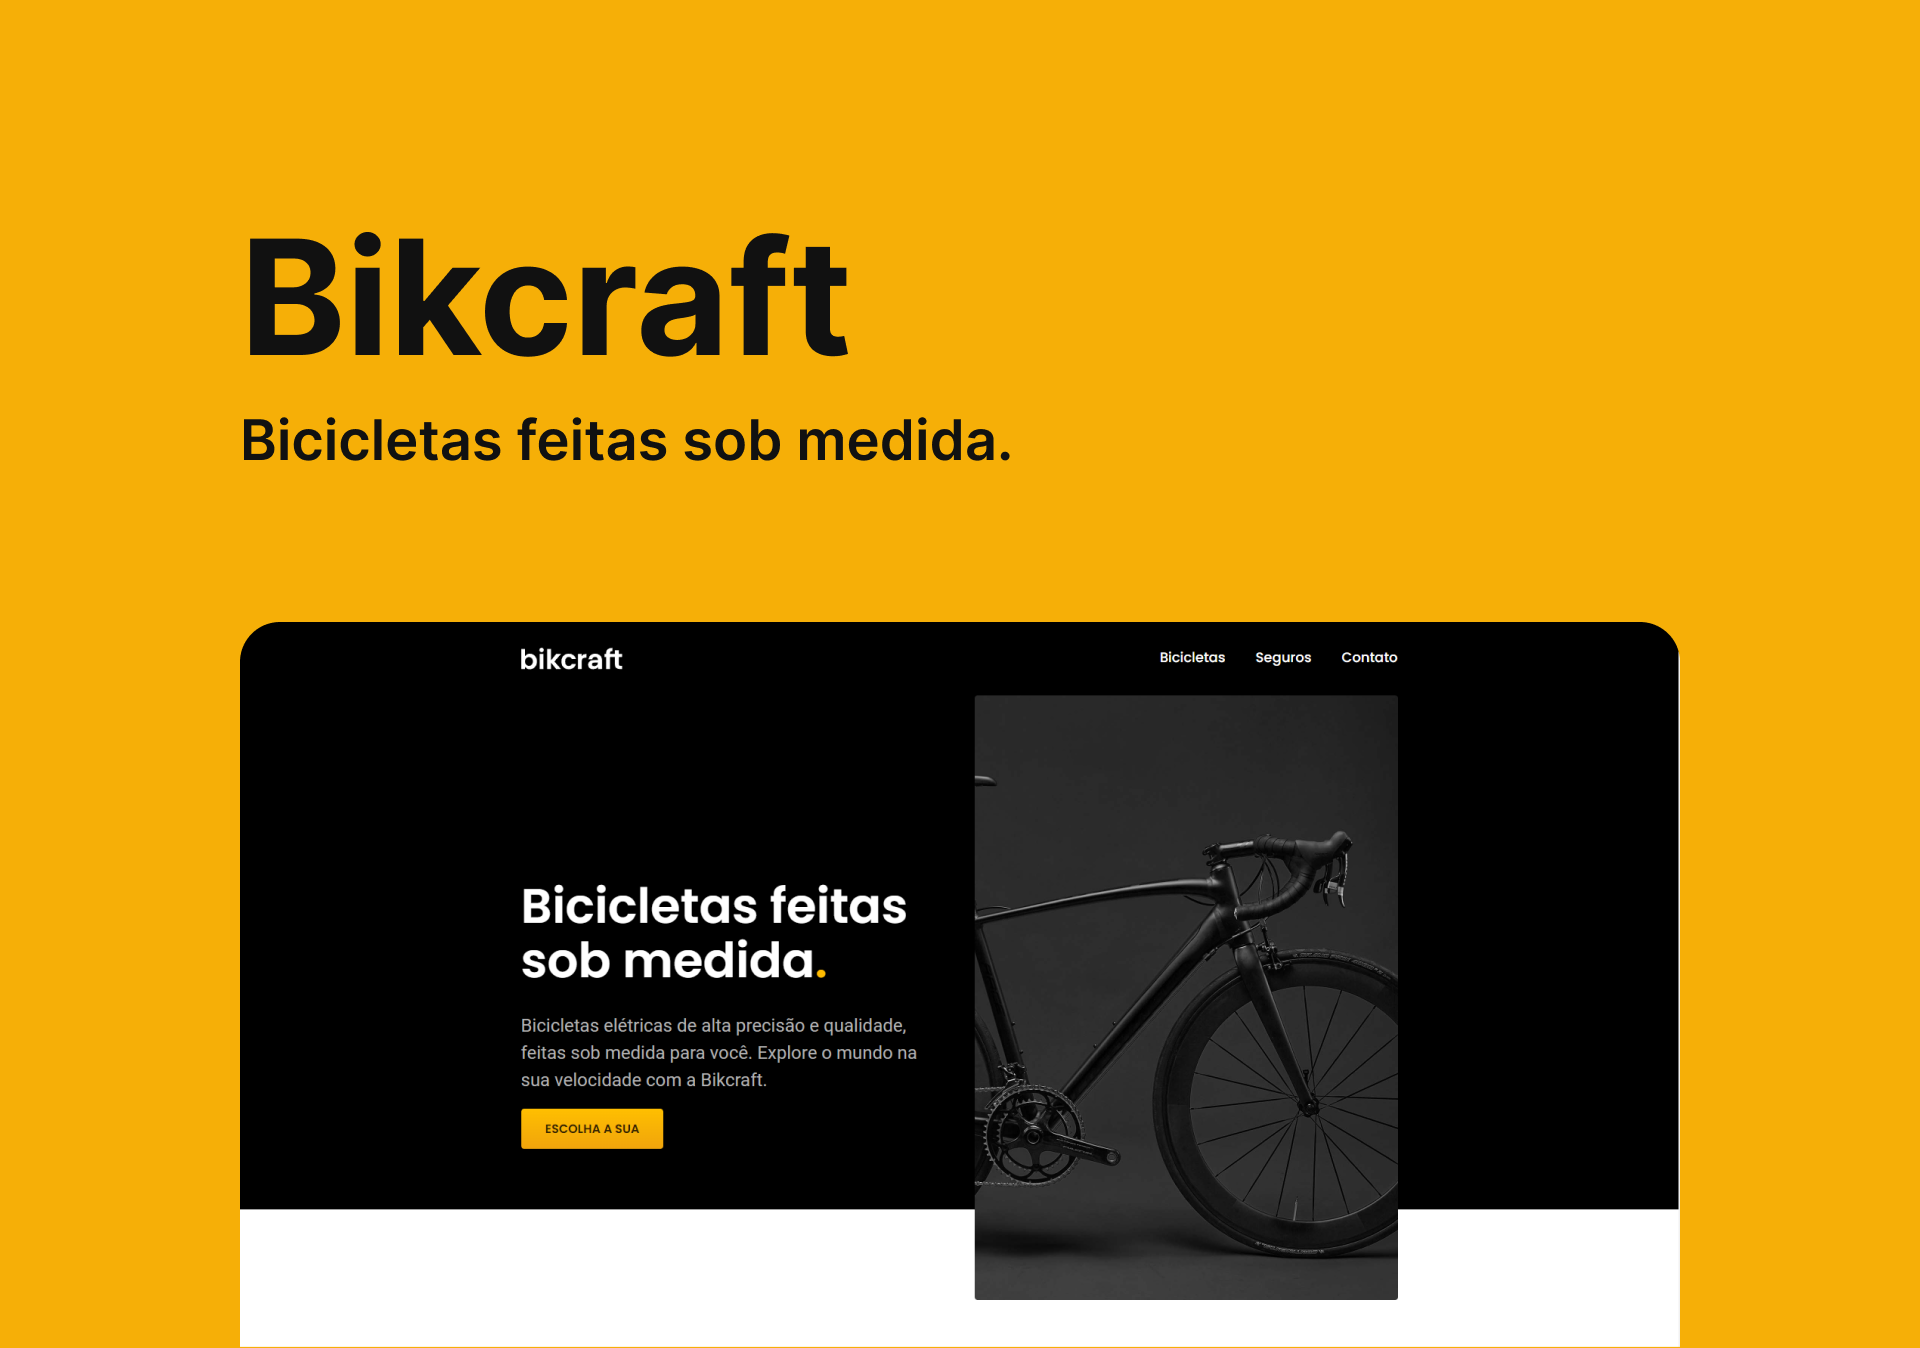 Bikcraft
Bicicletas feitas sob medida.
bikcraft
Bicicletas
Seguros
Contato
Bicicletas feitas
sob medida.
Bicicletas elétricas de alta precisão e qualidade,
feitas sob medida para você. Explore o mundo na
sua velocidade com a Bikcraft.
ESCOLHA A SUA